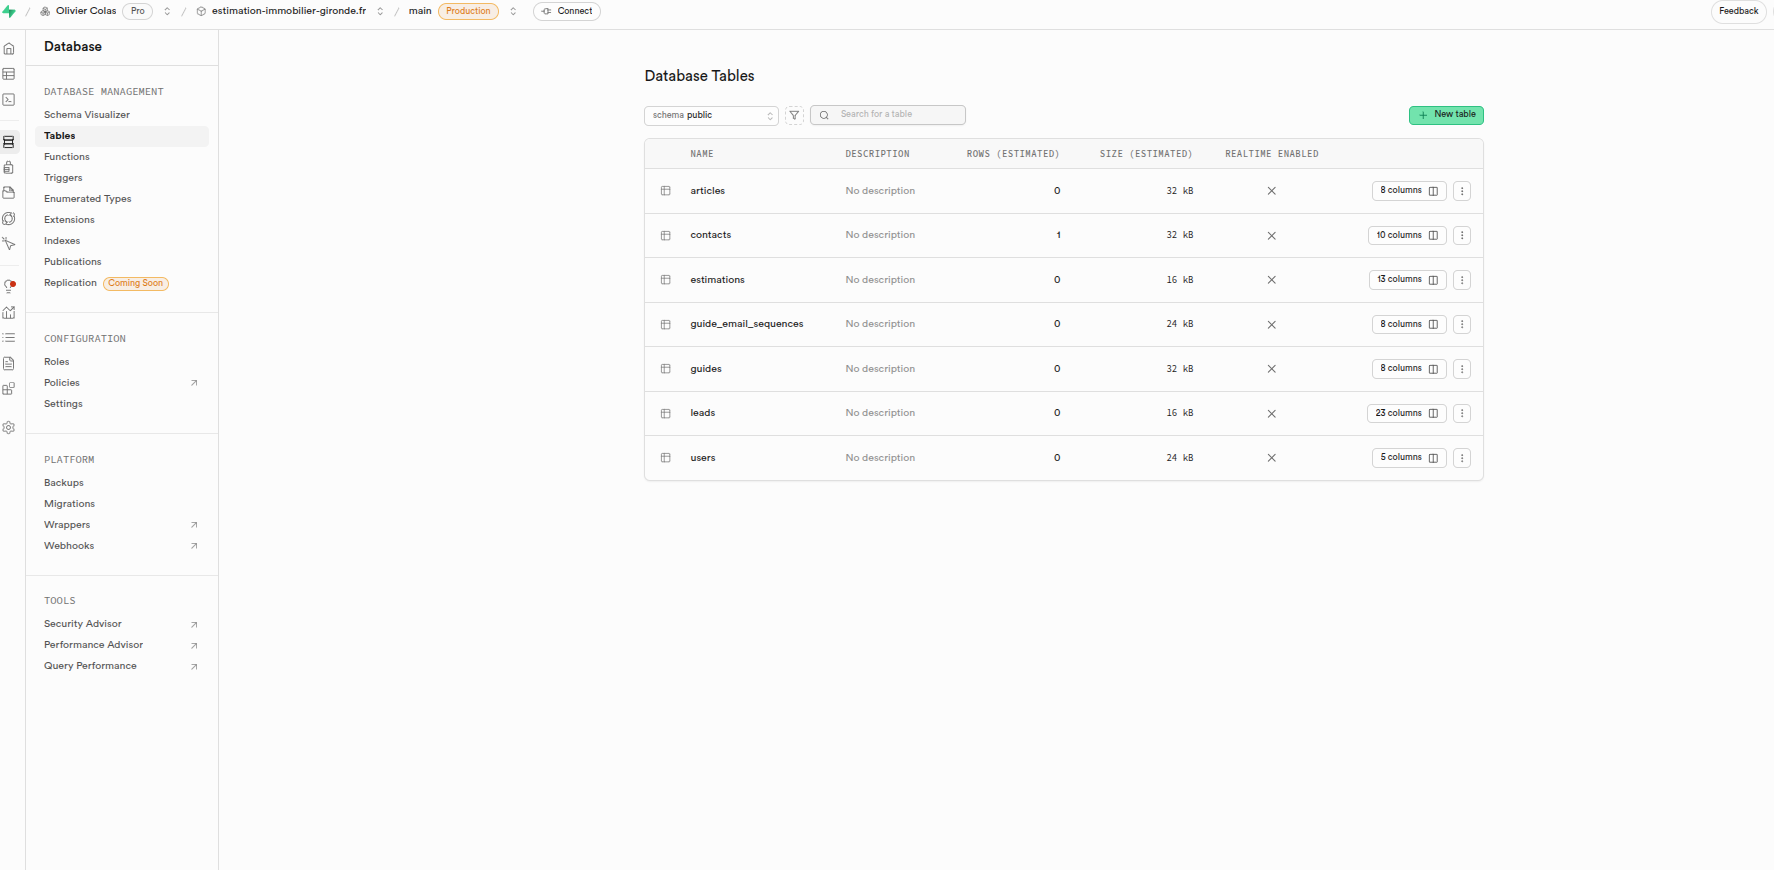 / Olivier Colas Pro / estimation-immobilier-gironde.fr / main Production Connect Feedback
Database
DATABASE MANAGEMENT
Schema Visualizer
Tables
Functions
Triggers
Enumerated Types
Extensions
Indexes
Publications
Replication Coming Soon
CONFIGURATION
Roles
Policies
Settings
PLATFORM
Backups
Migrations
Wrappers
Webhooks
TOOLS
Security Advisor
Performance Advisor
Query Performance
Database Tables
schema public Search for a table New table
NAME DESCRIPTION ROWS (ESTIMATED) SIZE (ESTIMATED) REALTIME ENABLED
articles No description 0 32 kB 8 columns
contacts No description 1 32 kB 10 columns
estimations No description 0 16 kB 13 columns
guide_email_sequences No description 0 24 kB 8 columns
guides No description 0 32 kB 8 columns
leads No description 0 16 kB 23 columns
users No description 0 24 kB 5 columns